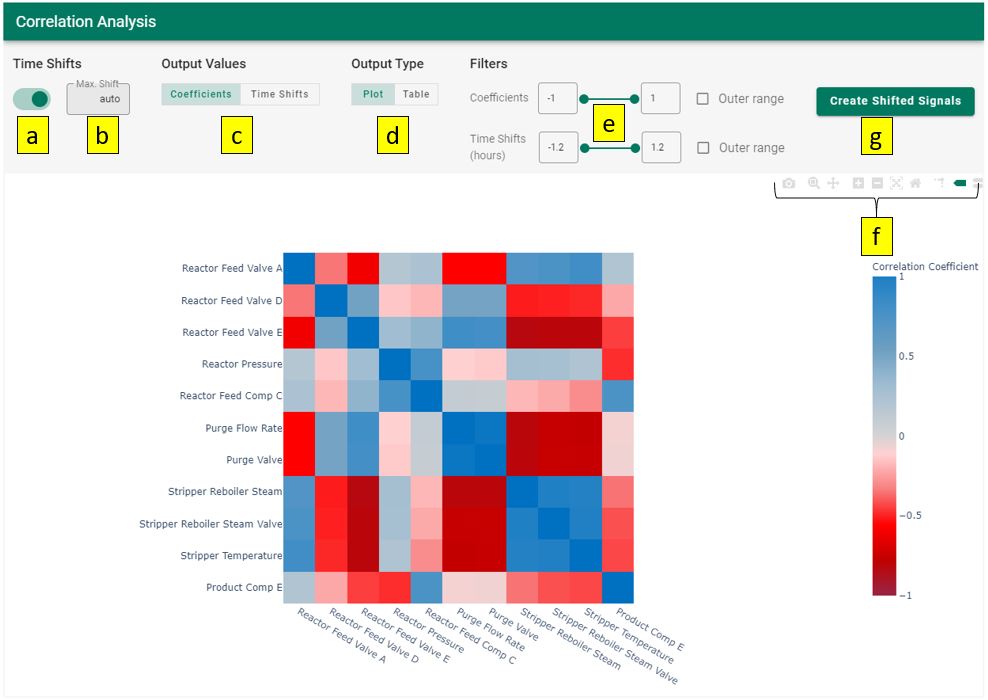 Correlation Analysis
Time Shifts
Output Values
Output Type
Filters
Max. Shift
auto
Coefficients
Time Shifts
Plot
Table
Coefficients
-1
1
Outer range
Create Shifted Signals
Time Shifts
(hours)
-1.2
1.2
Outer range
a
b
c
d
e
g
f
Correlation Coefficient
1
0.5
0
−0.5
−1
Reactor Feed Valve A
Reactor Feed Valve D
Reactor Feed Valve E
Reactor Pressure
Reactor Feed Comp C
Purge Flow Rate
Purge Valve
Stripper Reboiler Steam
Stripper Reboiler Steam Valve
Stripper Temperature
Product Comp E
Reactor Feed Valve A
Reactor Feed Valve D
Reactor Feed Valve E
Reactor Pressure
Reactor Feed Comp C
Purge Flow Rate
Purge Valve
Stripper Reboiler Steam
Stripper Reboiler Steam Valve
Stripper Temperature
Product Comp E